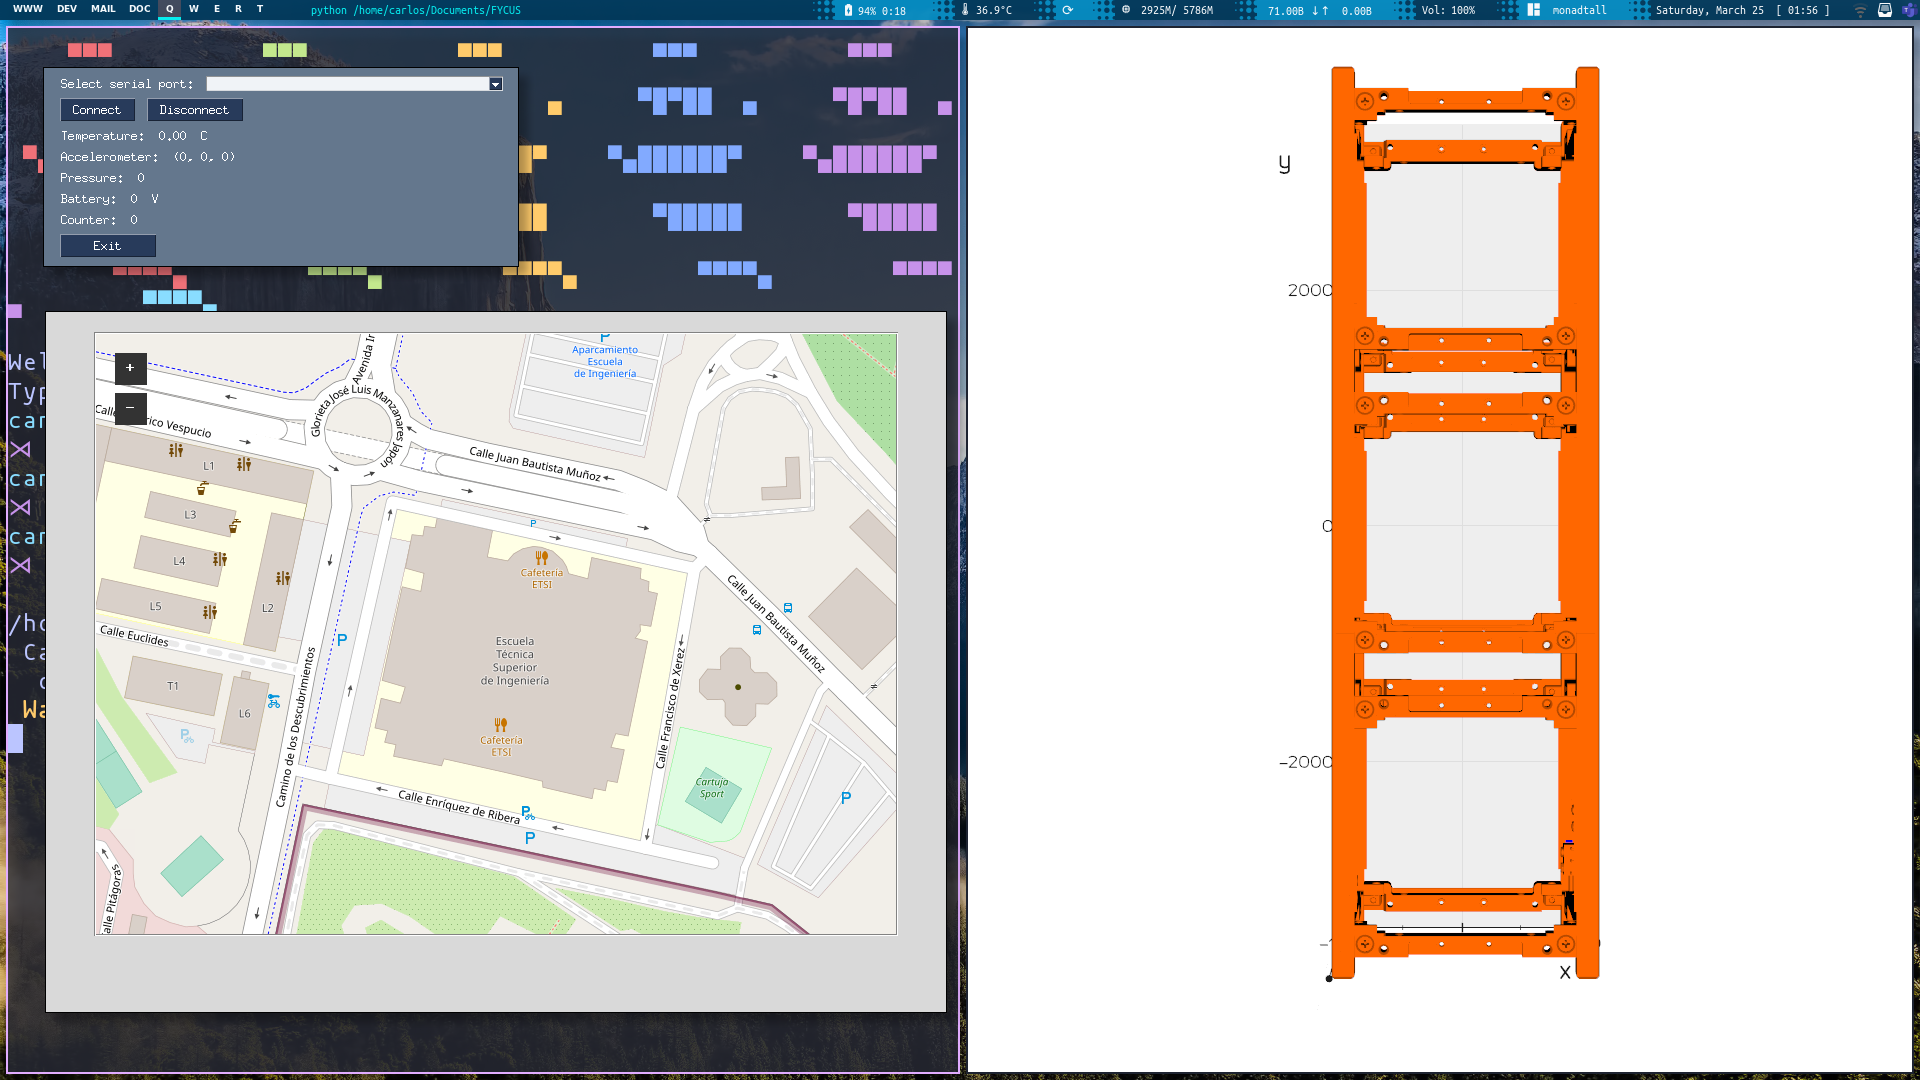 WWW DEV MAIL DOC Q W E R T
python /home/carlos/Documents/FYCUS
94% 0:18
36.9°C
2925M/ 5786M
71.00B ↓↑ 0.00B
Vol: 100%
monadtall
Saturday, March 25 [ 01:56 ]
Select serial port:
Connect Disconnect
Temperature: 0.00 C
Accelerometer: (0, 0, 0)
Pressure: 0
Battery: 0 V
Counter: 0
Exit
Wel
Typ
car
car
car
/ho
Ca
Wa
+
−
Avenida Ir
Glorieta José Luis Manzanares Japón
Calle
rico Vespucio
P
Aparcamiento
Escuela
de Ingeniería
Calle Juan Bautista Muñoz
L1
L3
L4
L5
L2
P
Cafetería
ETSI
Calle Juan Bautista Muñoz
Calle Euclides
P
Escuela
Técnica
Superior
de Ingeniería
T1
L6
P
Camino de los Descubrimientos
Calle Francisco de Xerez
Cafetería
ETSI
Cartuja
Sport
P
Calle Enríquez de Ribera
P
P
alle Pitágoras
y
2000
0
−2000
x